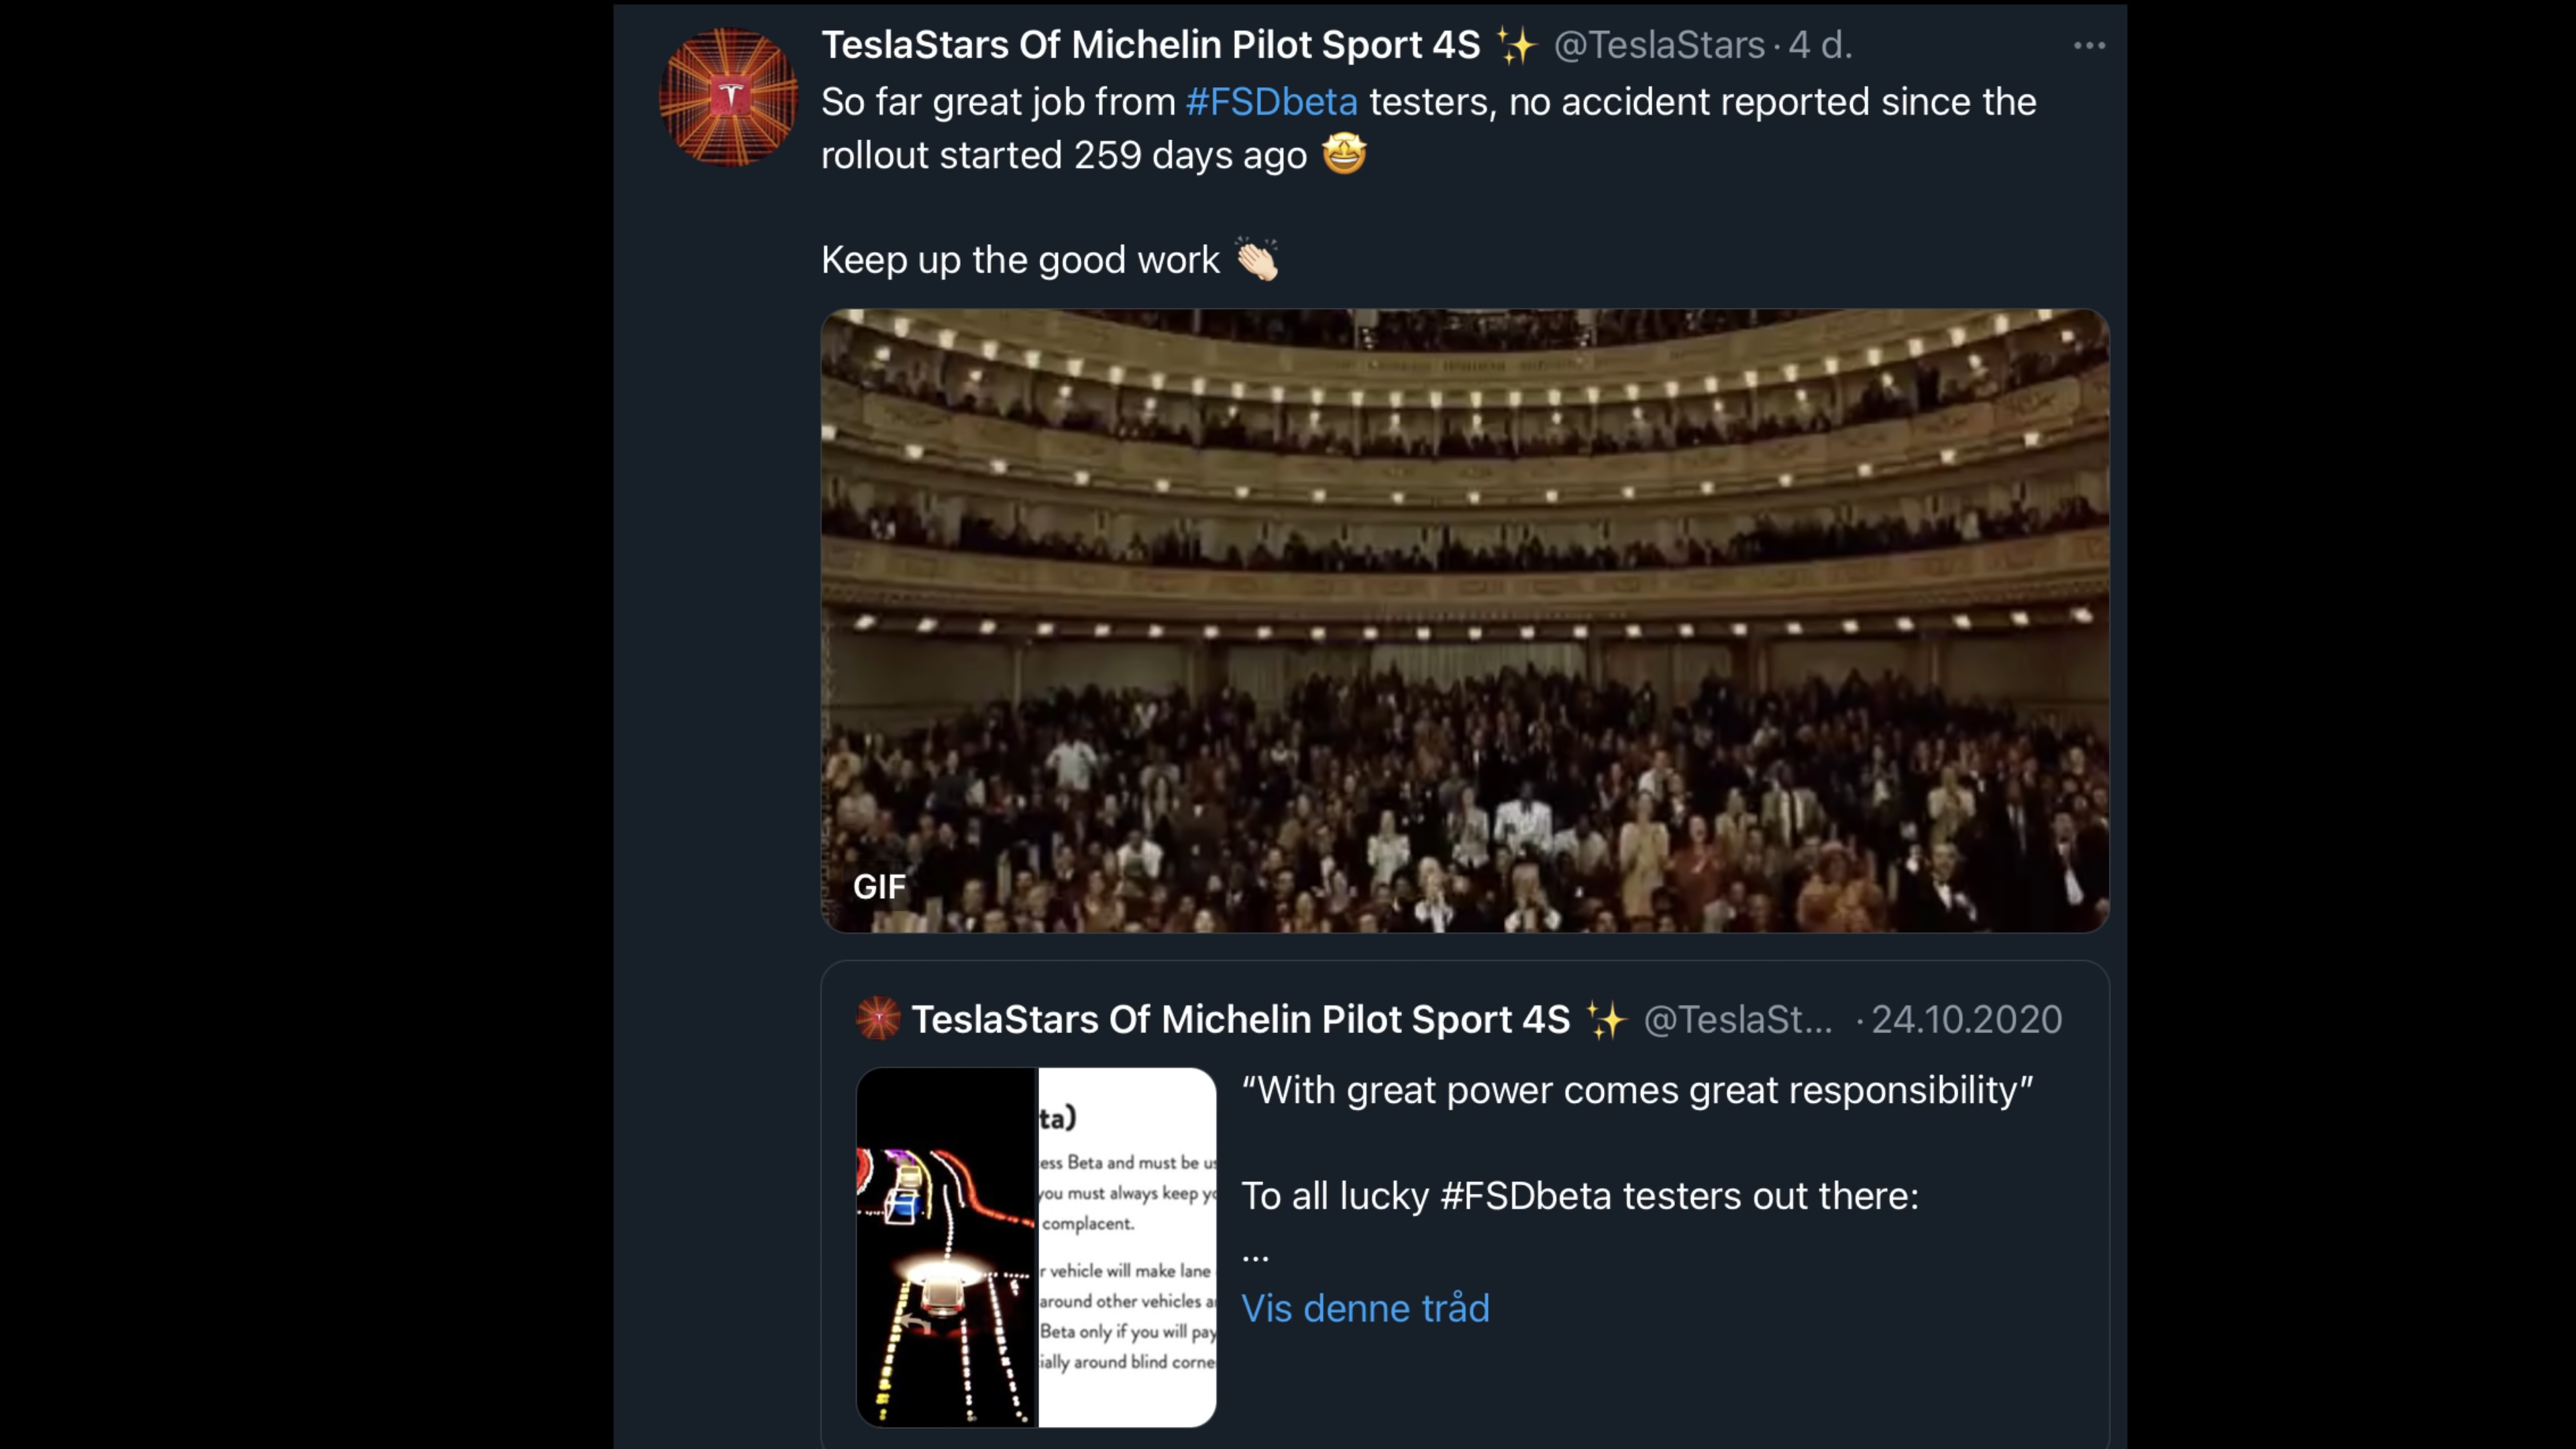 TeslaStars Of Michelin Pilot Sport 4S ✨ @TeslaStars · 4 d.
So far great job from #FSDbeta testers, no accident reported since the
rollout started 259 days ago 🤩
Keep up the good work 👏🏻
GIF
TeslaStars Of Michelin Pilot Sport 4S ✨ @TeslaSt... · 24.10.2020
ta)
ess Beta and must be us
you must always keep yo
complacent.
r vehicle will make lane
around other vehicles a
Beta only if you will pay
ially around blind corne
“With great power comes great responsibility”
To all lucky #FSDbeta testers out there:
...
Vis denne tråd